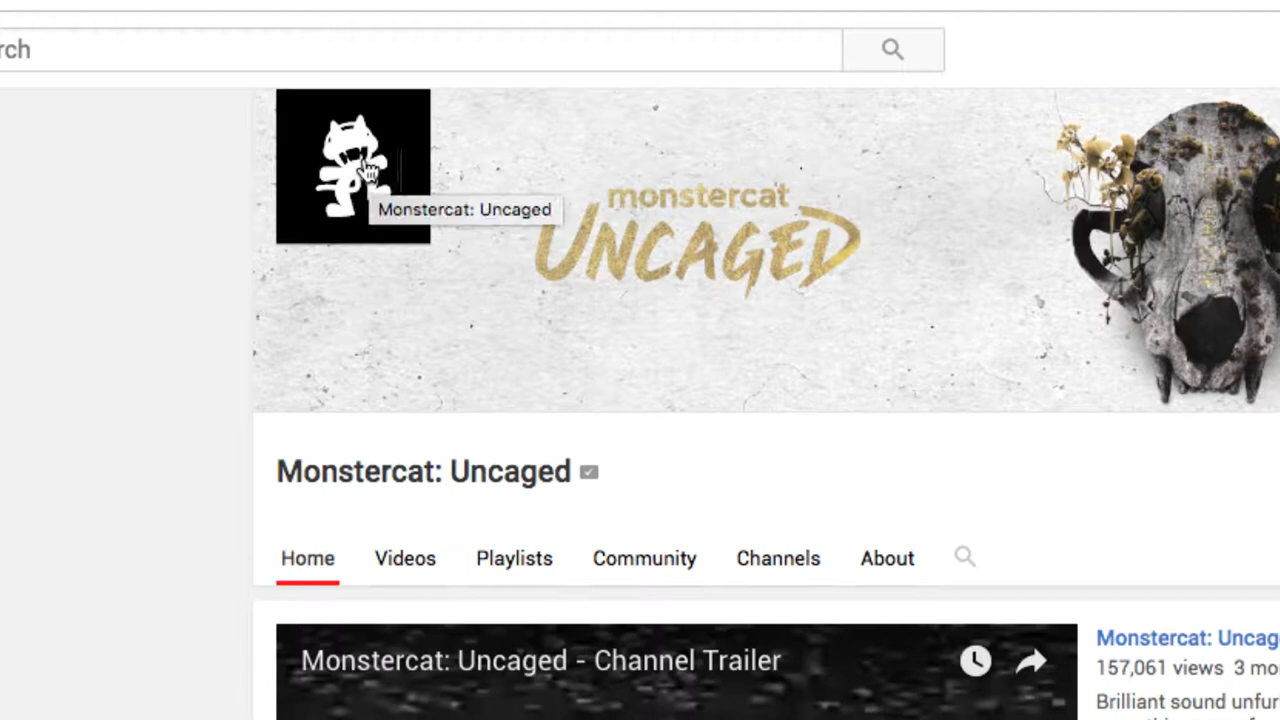 rch
monstercat
UNCAGED
Monstercat: Uncaged
Monstercat: Uncaged
Home Videos Playlists Community Channels About
Monstercat: Uncaged - Channel Trailer
Monstercat: Uncag
157,061 views 3 mo
Brilliant sound unfur